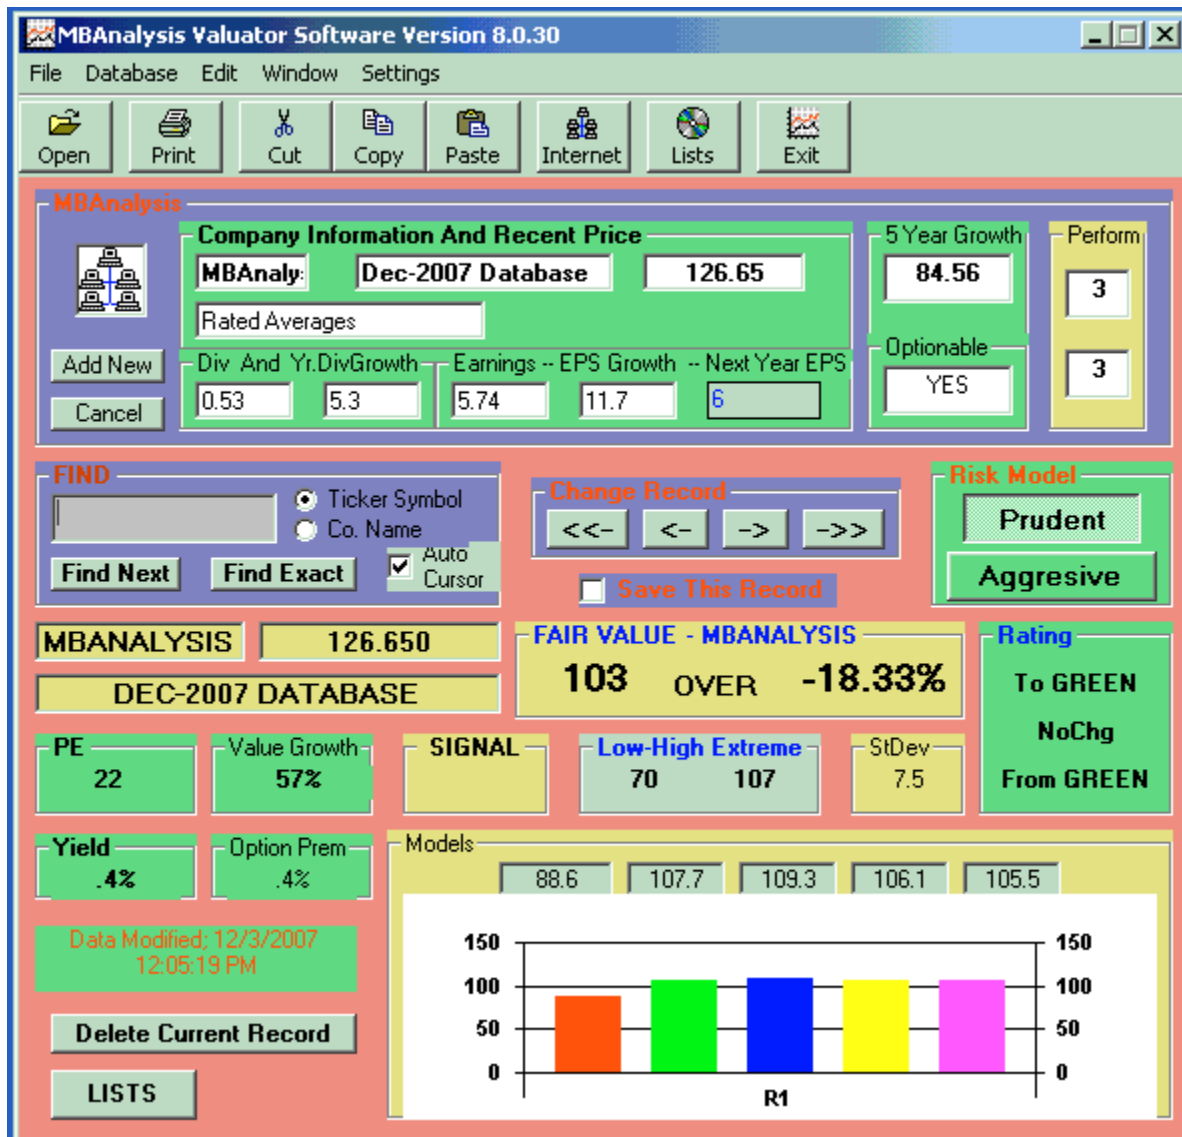 MBAnalysis Valuator Software Version 8.0.30
File Database Edit Window Settings
Open Print Cut Copy Paste Internet Lists Exit
MBAnalysis
Company Information And Recent Price
MBAnaly: Dec-2007 Database 126.65
Rated Averages
5 Year Growth
84.56
Perform
3
3
Add New
Cancel
Div And Yr.DivGrowth Earnings -- EPS Growth -- Next Year EPS
0.53 5.3 5.74 11.7 6
Optionable
YES
FIND
Ticker Symbol
Co. Name
Find Next Find Exact
Auto
Cursor
Change Record
<<- <- -> ->>
Save This Record
Risk Model
Prudent
Aggresive
MBANALYSIS 126.650
DEC-2007 DATABASE
FAIR VALUE - MBANALYSIS
103 OVER -18.33%
Rating
To GREEN
NoChg
From GREEN
PE
22
Value Growth
57%
SIGNAL
Low-High Extreme
70 107
StDev
7.5
Yield
.4%
Option Prem
.4%
Models
88.6 107.7 109.3 106.1 105.5
150 150
100 100
50 50
0 0
R1
Data Modified; 12/3/2007
12:05:19 PM
Delete Current Record
LISTS